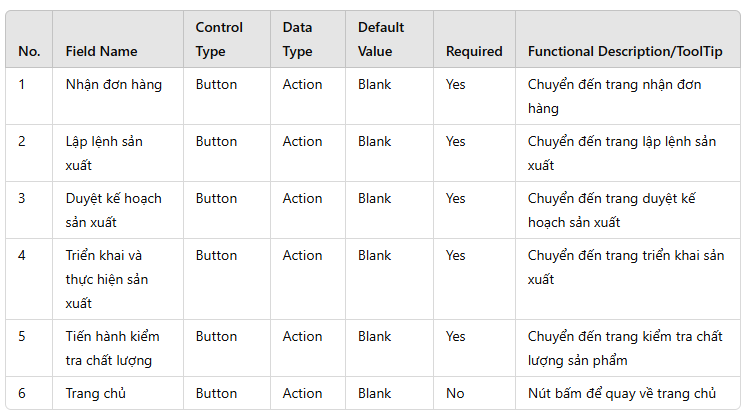 No. Field Name Control Type Data Type Default Value Required Functional Description/ToolTip
1 Nhận đơn hàng Button Action Blank Yes Chuyển đến trang nhận đơn hàng
2 Lập lệnh sản xuất Button Action Blank Yes Chuyển đến trang lập lệnh sản xuất
3 Duyệt kế hoạch sản xuất Button Action Blank Yes Chuyển đến trang duyệt kế hoạch sản xuất
4 Triển khai và thực hiện sản xuất Button Action Blank Yes Chuyển đến trang triển khai sản xuất
5 Tiến hành kiểm tra chất lượng Button Action Blank Yes Chuyển đến trang kiểm tra chất lượng sản phẩm
6 Trang chủ Button Action Blank No Nút bấm để quay về trang chủ